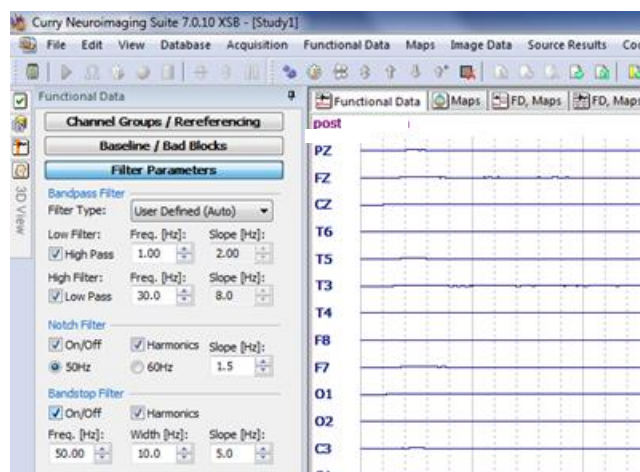 Curry Neuroimaging Suite 7.0.10 XSB - [Study1]
File Edit View Database Acquisition Functional Data Maps Image Data Source Results
Functional Data
Functional Data Maps FD, Maps FD, Maps
Channel Groups / Rereferencing
Baseline / Bad Blocks
Filter Parameters
Bandpass Filter
Filter Type: User Defined (Auto)
Low Filter: Freq. [Hz]: Slope [Hz]:
High Pass 1.00 2.00
High Filter: Freq. [Hz]: Slope [Hz]:
Low Pass 30.0 8.0
Notch Filter
On/Off Harmonics Slope [Hz]:
50Hz 60Hz 1.5
Bandstop Filter
On/Off Harmonics
Freq. [Hz]: Width [Hz]: Slope [Hz]:
50.00 10.0 5.0
3D View
post
PZ
FZ
CZ
T6
T5
T3
T4
F8
F7
O1
O2
C3